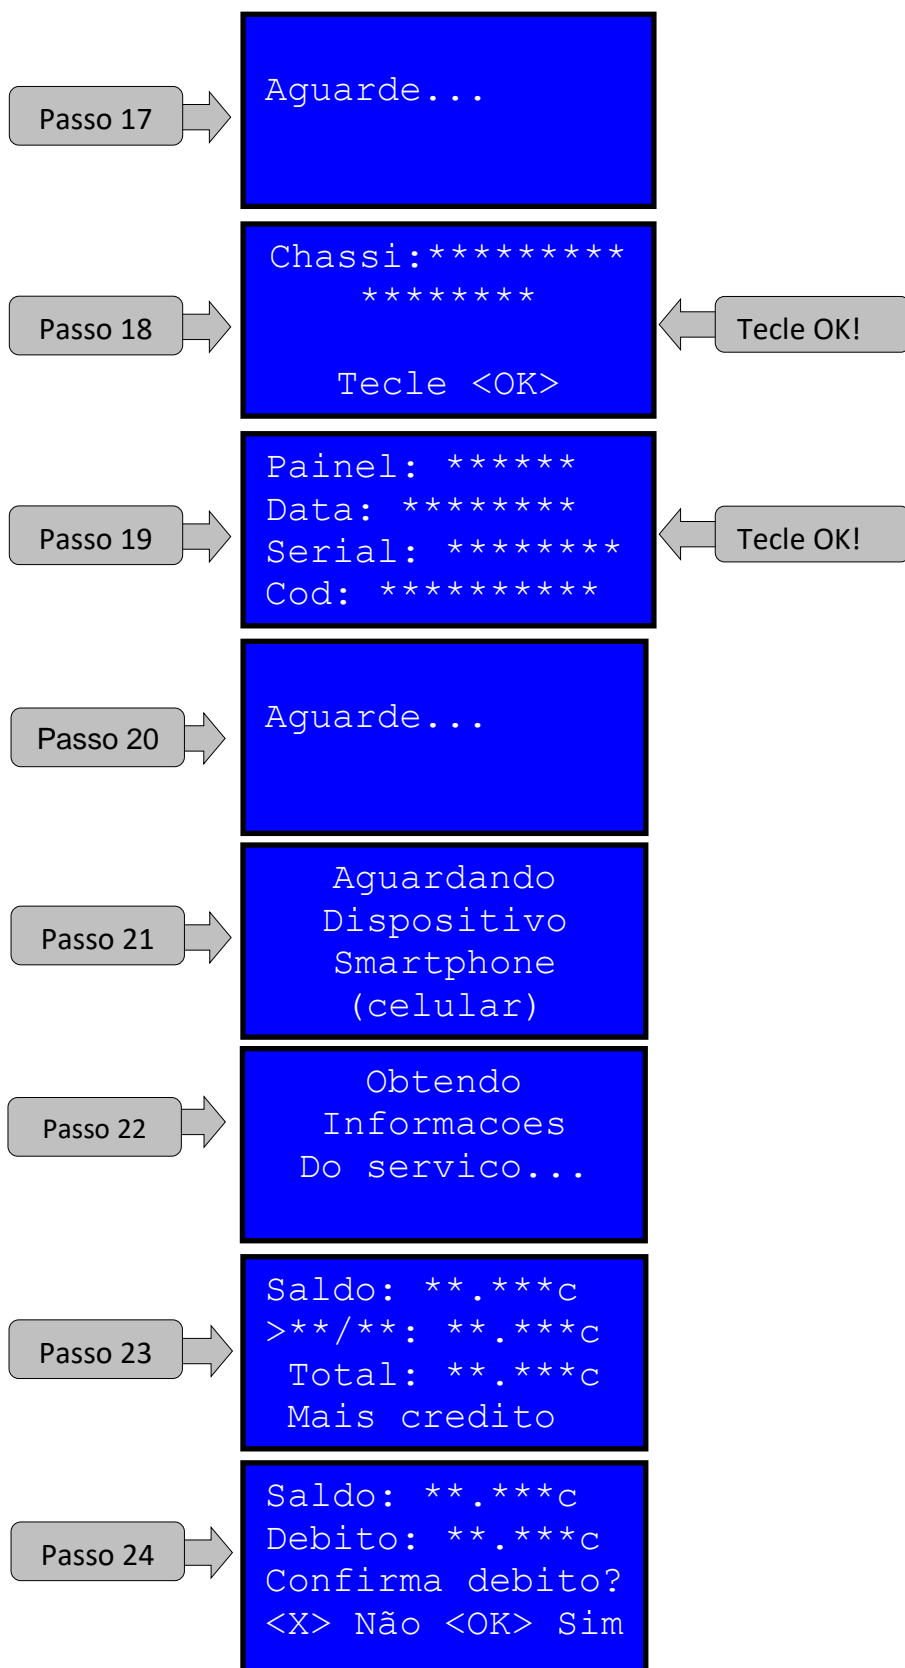 Passo 17
Aguarde...
Passo 18
Chassi:*********
********
Tecle <OK>
Tecle OK!
Passo 19
Painel: ******
Data: ********
Serial: ********
Cod: **********
Tecle OK!
Passo 20
Aguarde...
Passo 21
Aguardando
Dispositivo
Smartphone
(celular)
Passo 22
Obtendo
Informacoes
Do servico...
Passo 23
Saldo: **.***c
>**/**: **.***c
Total: **.***c
Mais credito
Passo 24
Saldo: **.***c
Debito: **.***c
Confirma debito?
<X> Não <OK> Sim